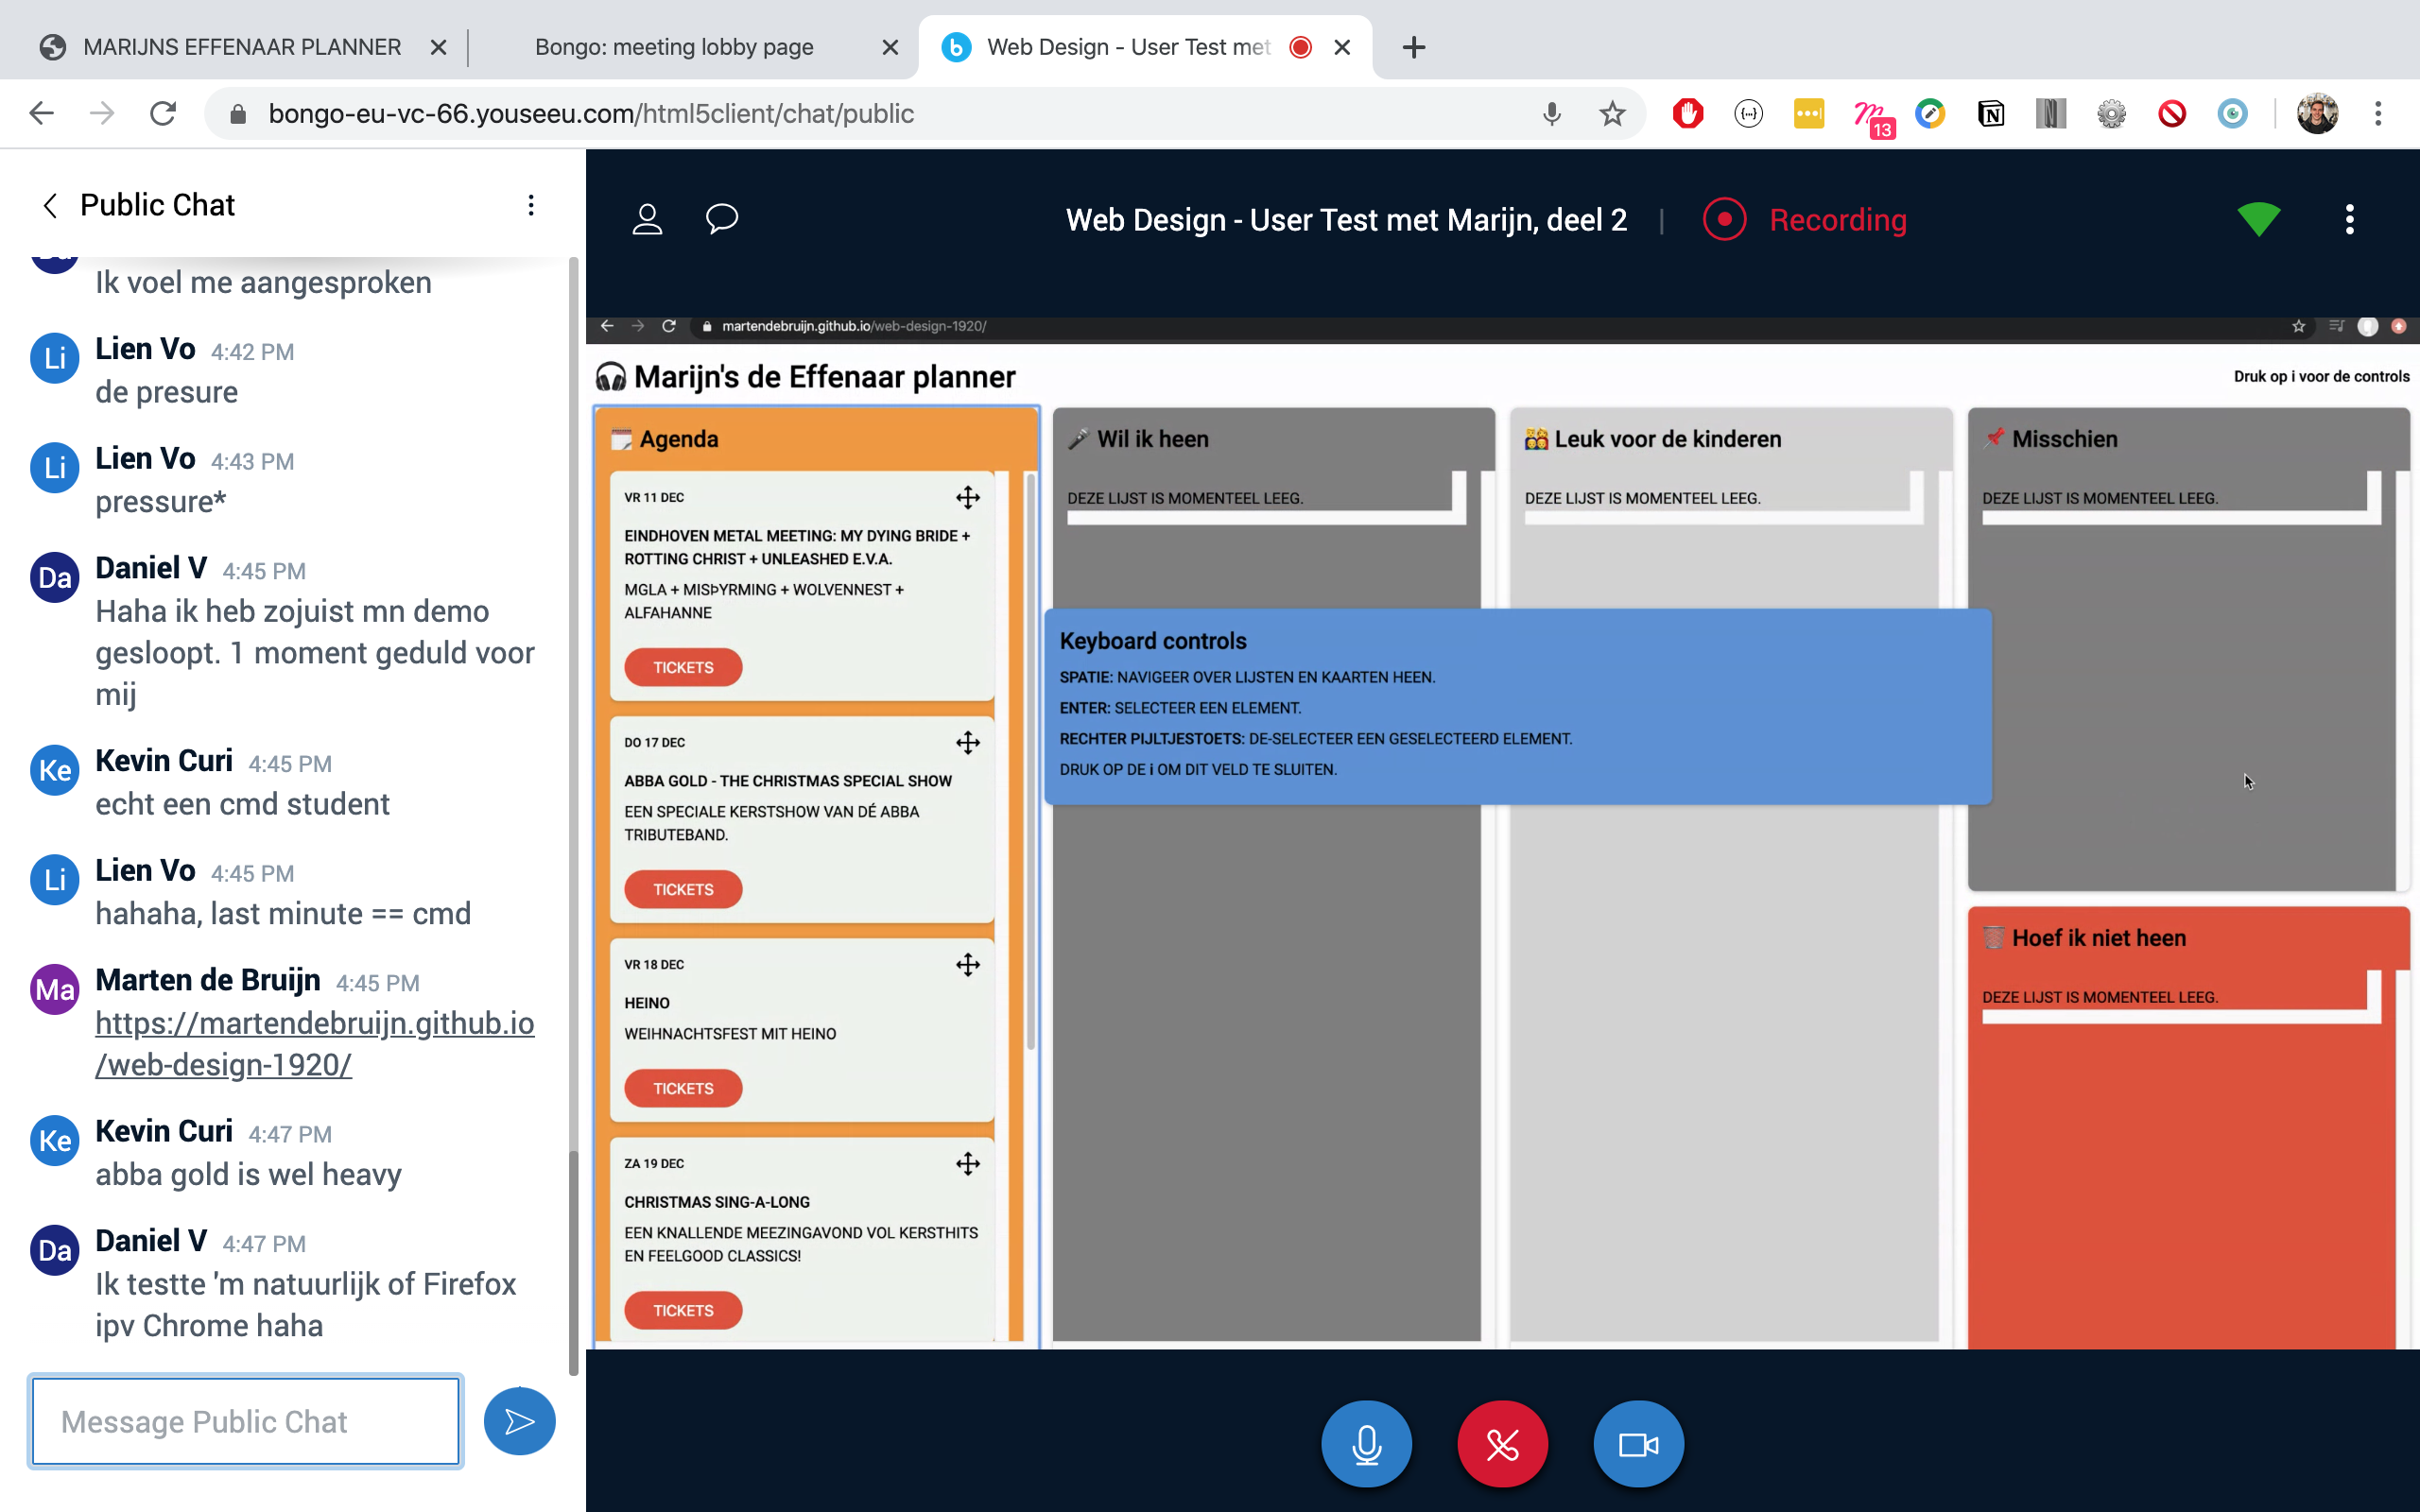 MARIJNS EFFENAAR PLANNER
Bongo: meeting lobby page
Web Design - User Test met
bongo-eu-vc-66.youseeu.com/html5client/chat/public
13
Public Chat
Ik voel me aangesproken
Li
Lien Vo 4:42 PM
de presure
Li
Lien Vo 4:43 PM
pressure*
Da
Daniel V 4:45 PM
Haha ik heb zojuist mn demo
gesloopt. 1 moment geduld voor
mij
Ke
Kevin Curi 4:45 PM
echt een cmd student
Li
Lien Vo 4:45 PM
hahaha, last minute == cmd
Ma
Marten de Bruijn 4:45 PM
https://martendebruijn.github.io
/web-design-1920/
Ke
Kevin Curi 4:47 PM
abba gold is wel heavy
Da
Daniel V 4:47 PM
Ik testte 'm natuurlijk of Firefox
ipv Chrome haha
Message Public Chat
Web Design - User Test met Marijn, deel 2 | Recording
martendebruijn.github.io/web-design-1920/
Marijn's de Effenaar planner
Druk op i voor de controls
Agenda
VR 11 DEC
EINDHOVEN METAL MEETING: MY DYING BRIDE +
ROTTING CHRIST + UNLEASHED E.V.A.
MGLA + MISÞYRMING + WOLVENNEST +
ALFAHANNE
TICKETS
DO 17 DEC
ABBA GOLD - THE CHRISTMAS SPECIAL SHOW
EEN SPECIALE KERSTSHOW VAN DÉ ABBA
TRIBUTEBAND.
TICKETS
VR 18 DEC
HEINO
WEIHNACHTSFEST MIT HEINO
TICKETS
ZA 19 DEC
CHRISTMAS SING-A-LONG
EEN KNALLENDE MEEZINGAVOND VOL KERSTHITS
EN FEELGOOD CLASSICS!
TICKETS
Wil ik heen
DEZE LIJST IS MOMENTEEL LEEG.
Leuk voor de kinderen
DEZE LIJST IS MOMENTEEL LEEG.
Misschien
DEZE LIJST IS MOMENTEEL LEEG.
Keyboard controls
SPATIE: NAVIGEER OVER LIJSTEN EN KAARTEN HEEN.
ENTER: SELECTEER EEN ELEMENT.
RECHTER PIJLTJESTOETS: DE-SELECTEER EEN GESELECTEERD ELEMENT.
DRUK OP DE i OM DIT VELD TE SLUITEN.
Hoef ik niet heen
DEZE LIJST IS MOMENTEEL LEEG.